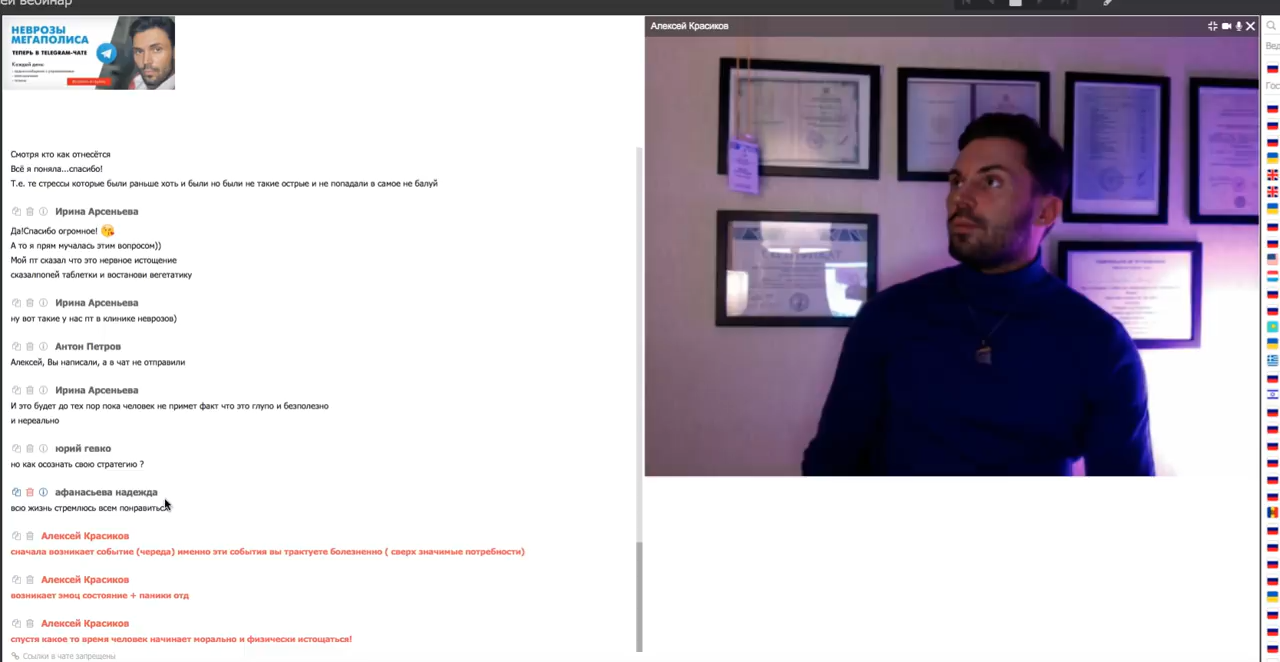 ей вебинар
НЕВРОЗЫ
МЕГАПОЛИСА
ТЕПЕРЬ В TELEGRAM-ЧАТЕ
Каждый день:
Смотря кто как отнесётся
Всё я поняла...спасибо!
Т.е. те стрессы которые были раньше хоть и были но были не такие острые и не попадали в самое не балуй
Ирина Арсеньева
Да!Спасибо огромное!
А то я прям мучалась этим вопросом))
Мой пт сказал что это нервное истощение
сказалпопей таблетки и востанови вегетатику
Ирина Арсеньева
ну вот такие у нас пт в клинике неврозов)
Антон Петров
Алексей, Вы написали, а в чат не отправили
Ирина Арсеньева
И это будет до тех пор пока человек не примет факт что это глупо и безполезно
и нереально
юрий гевко
но как осознать свою стратегию ?
афанасьева надежда
всю жизнь стремлюсь всем понравиться
Алексей Красиков
сначала возникает событие (череда) именно эти события вы трактуете болезненно ( сверх значимые потребности)
Алексей Красиков
возникает эмоц состояние + паники отд
Алексей Красиков
спустя какое то время человек начинает морально и физически истощаться!
Ссылки в чате запрещены
Алексей Красиков
Вед
Гос